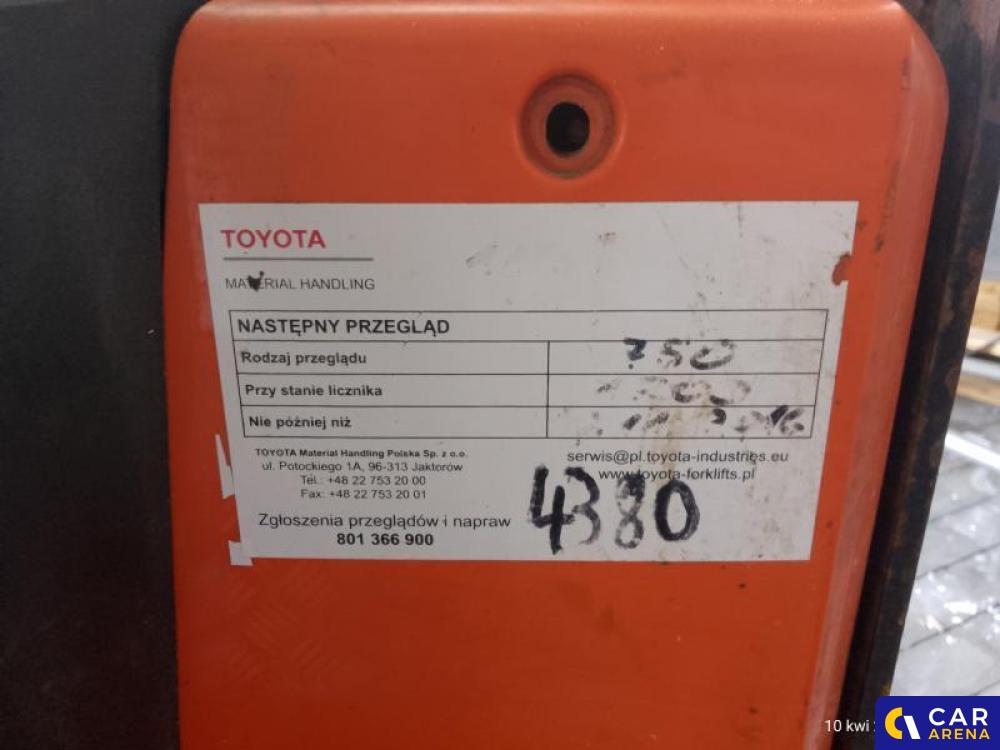 TOYOTA
MATERIAL HANDLING
NASTĘPNY PRZEGLĄD
Rodzaj przeglądu 750
Przy stanie licznika
Nie później niż
TOYOTA Material Handling Polska Sp. z o.o.
ul. Potockiego 1A, 96-313 Jaktorów
Tel.: +48 22 753 20 00
Fax: +48 22 753 20 01
serwis@pl.toyota-industries.eu
www.toyota-forklifts.pl
Zgłoszenia przeglądów i napraw
801 366 900
4380
10 kwi
CAR
ARENA